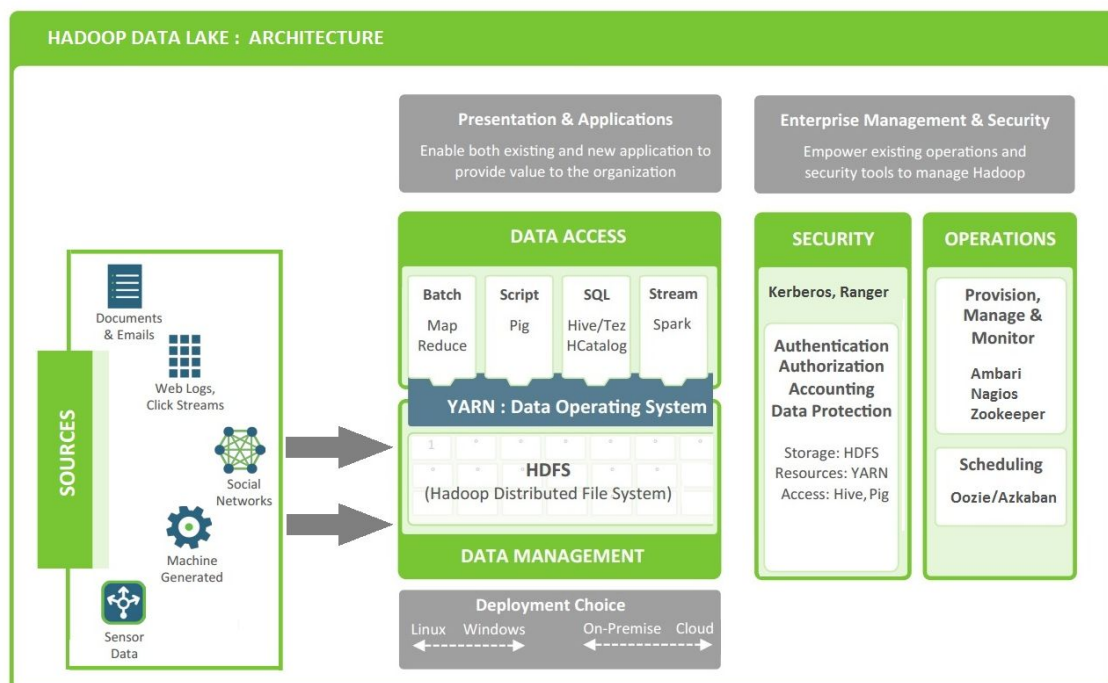 HADOOP DATA LAKE : ARCHITECTURE
SOURCES
Documents
& Emails
Web Logs,
Click Streams
Social
Networks
Machine
Generated
Sensor
Data
Presentation & Applications
Enable both existing and new application to
provide value to the organization
DATA ACCESS
Batch
Map
Reduce
Script
Pig
SQL
Hive/Tez
HCatalog
Stream
Spark
YARN : Data Operating System
1 * * * * * *
* * * * * *
HDFS
(Hadoop Distributed File System)
DATA MANAGEMENT
Deployment Choice
Linux Windows On-Premise Cloud
Enterprise Management & Security
Empower existing operations and
security tools to manage Hadoop
SECURITY
Kerberos, Ranger
Authentication
Authorization
Accounting
Data Protection
Storage: HDFS
Resources: YARN
Access: Hive, Pig
OPERATIONS
Provision,
Manage &
Monitor
Ambari
Nagios
Zookeeper
Scheduling
Oozie/Azkaban